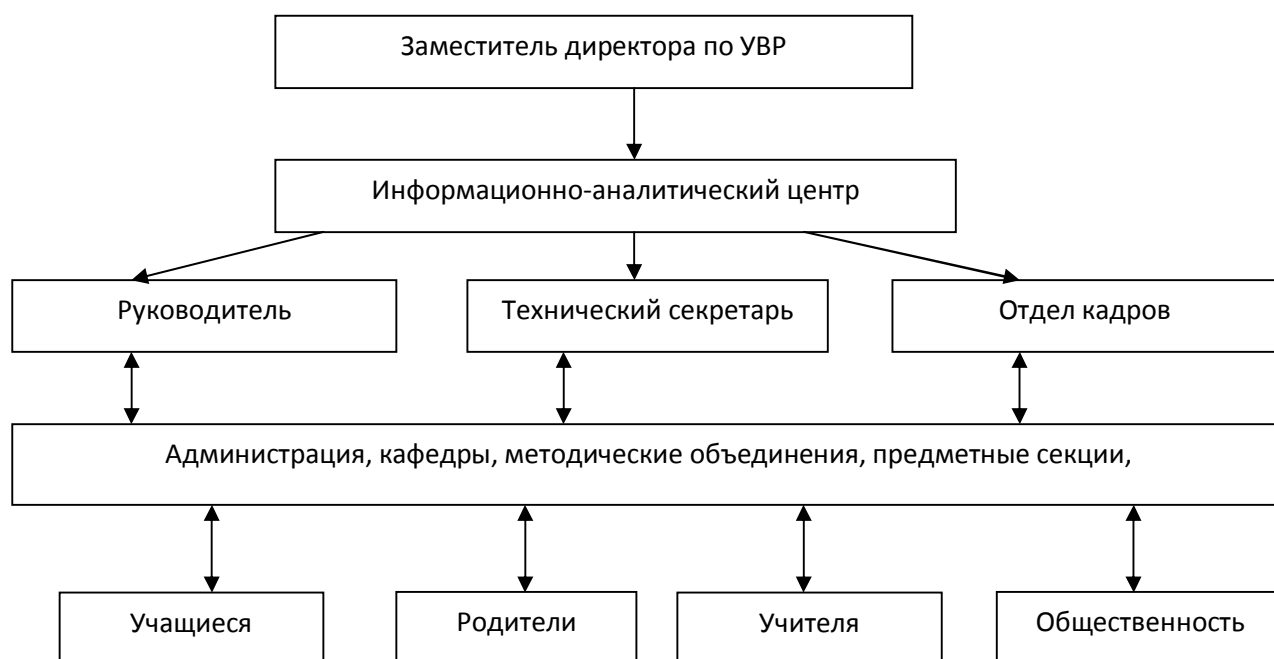 Заместитель директора по УВР
Информационно-аналитический центр
Руководитель
Технический секретарь
Отдел кадров
Администрация, кафедры, методические объединения, предметные секции,
Учащиеся
Родители
Учителя
Общественность